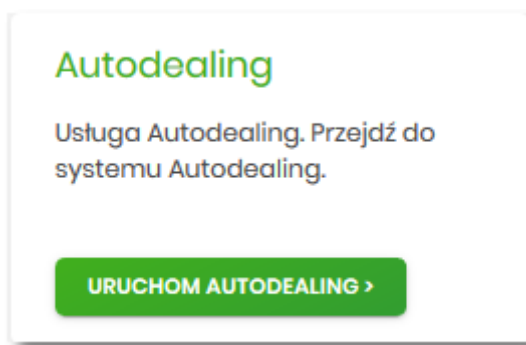 Autodealing
Usługa Autodealing. Przejdź do
systemu Autodealing.
URUCHOM AUTODEALING >